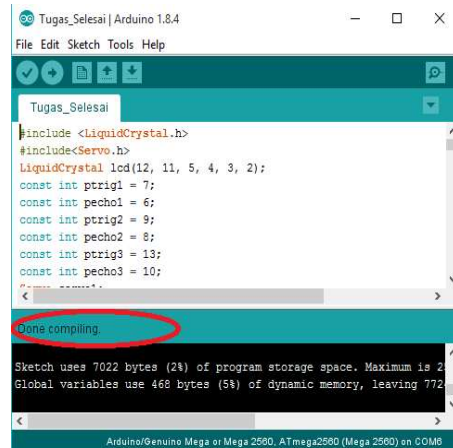 Tugas_Selesai | Arduino 1.8.4
File Edit Sketch Tools Help
Tugas_Selesai
#include <LiquidCrystal.h>
#include<Servo.h>
LiquidCrystal lcd(12, 11, 5, 4, 3, 2);
const int ptrig1 = 7;
const int pecho1 = 6;
const int ptrig2 = 9;
const int pecho2 = 8;
const int ptrig3 = 13;
const int pecho3 = 10;
Done compiling.
Sketch uses 7022 bytes (2%) of program storage space. Maximum is
Global variables use 468 bytes (5%) of dynamic memory, leaving 772
Arduino/Genuino Mega or Mega 2560, ATmega2560 (Mega 2560) on COM6